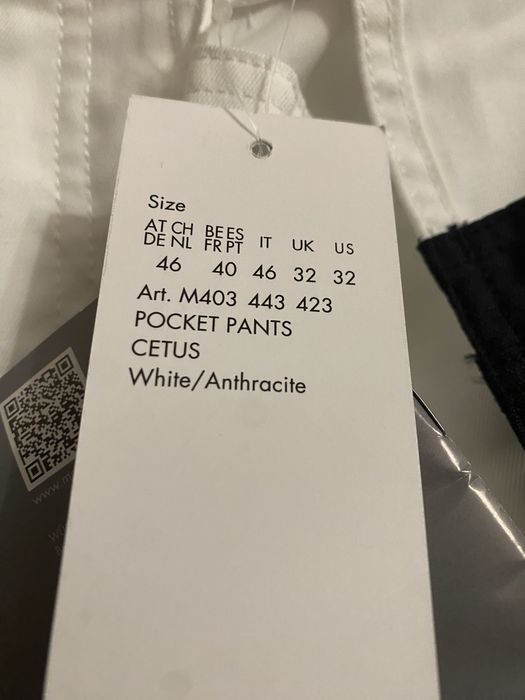 Size
AT CH BE ES IT UK US
DE NL FR PT
46 40 46 32 32
Art. M403 443 423
POCKET PANTS
CETUS
White/Anthracite
www.m